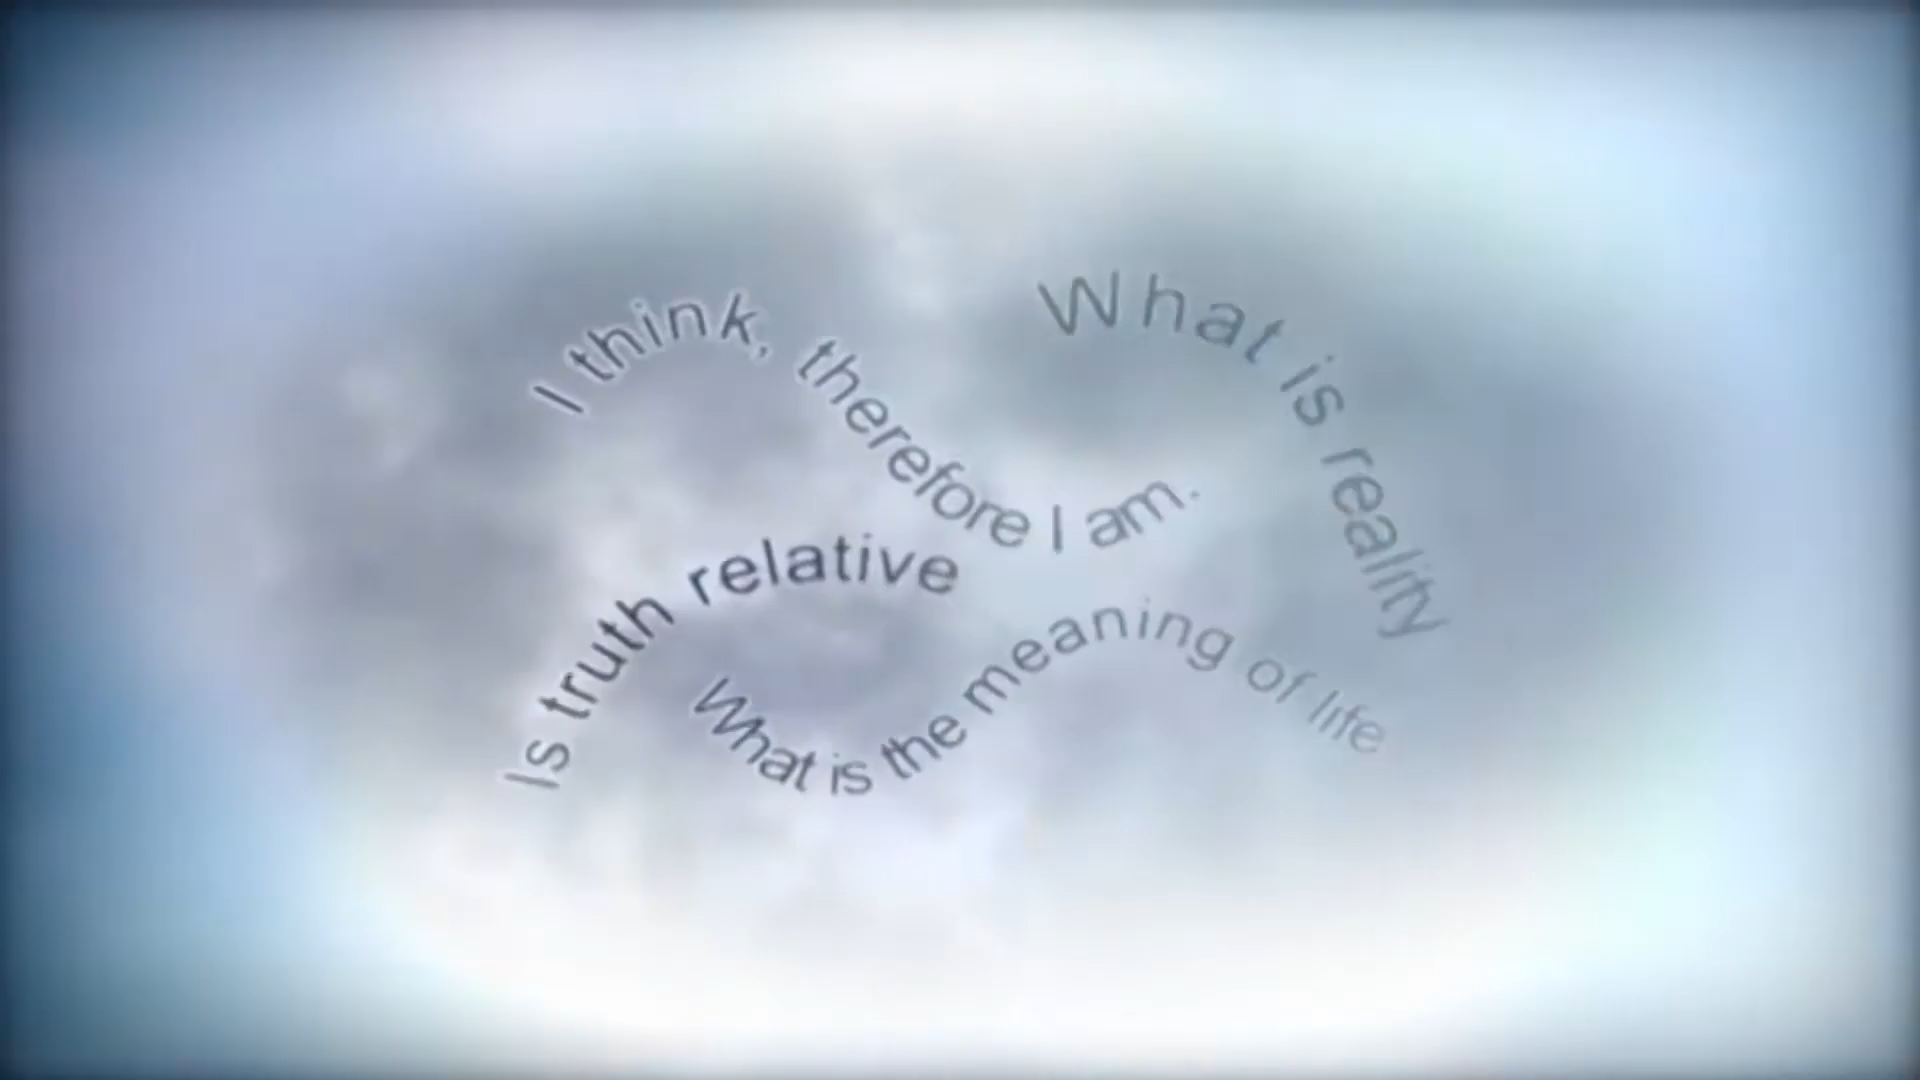 I think, therefore I am.
What is reality
Is truth relative
What is the meaning of life